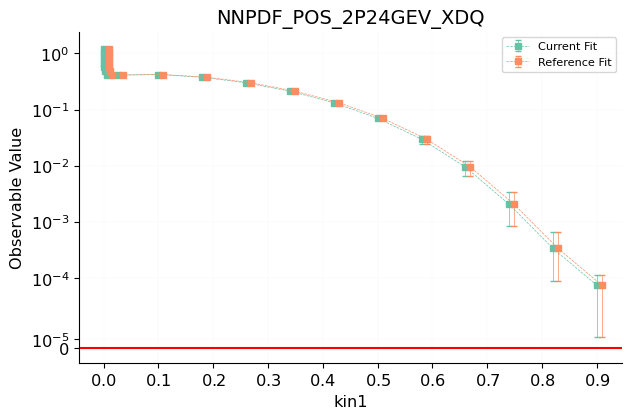 NNPDF_POS_2P24GEV_XDQ
Current Fit
Reference Fit
Observable Value
10⁰
10⁻¹
10⁻²
10⁻³
10⁻⁴
10⁻⁵
0
0.0 0.1 0.2 0.3 0.4 0.5 0.6 0.7 0.8 0.9
kin1